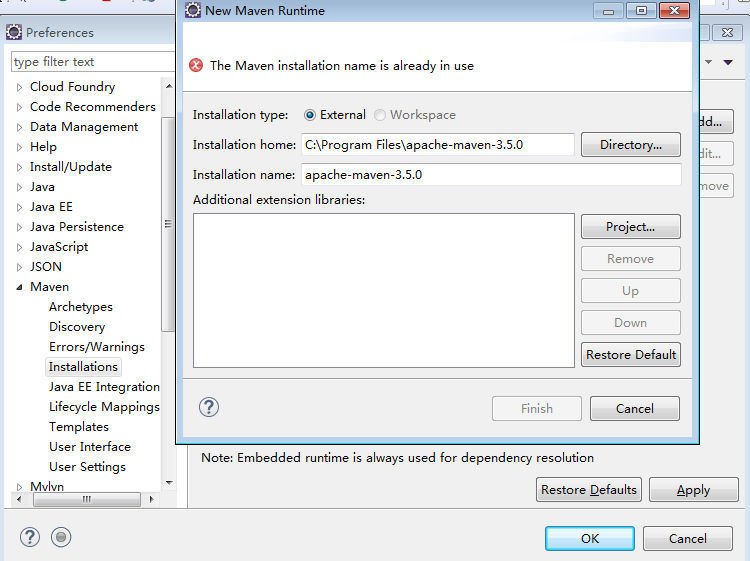 New Maven Runtime
Preferences
type filter text
The Maven installation name is already in use
Cloud Foundry
Code Recommenders
Data Management
Help
Install/Update
Java
Java EE
Java Persistence
JavaScript
JSON
Maven
Archetypes
Discovery
Errors/Warnings
Installations
Java EE Integration
Lifecycle Mappings
Templates
User Interface
User Settings
Mylyn
Installation type: External Workspace
Installation home: C:\Program Files\apache-maven-3.5.0 Directory...
Installation name: apache-maven-3.5.0
Additional extension libraries:
Project...
Remove
Up
Down
Restore Default
Finish Cancel
dd...
dit...
move
Note: Embedded runtime is always used for dependency resolution
Restore Defaults Apply
OK Cancel